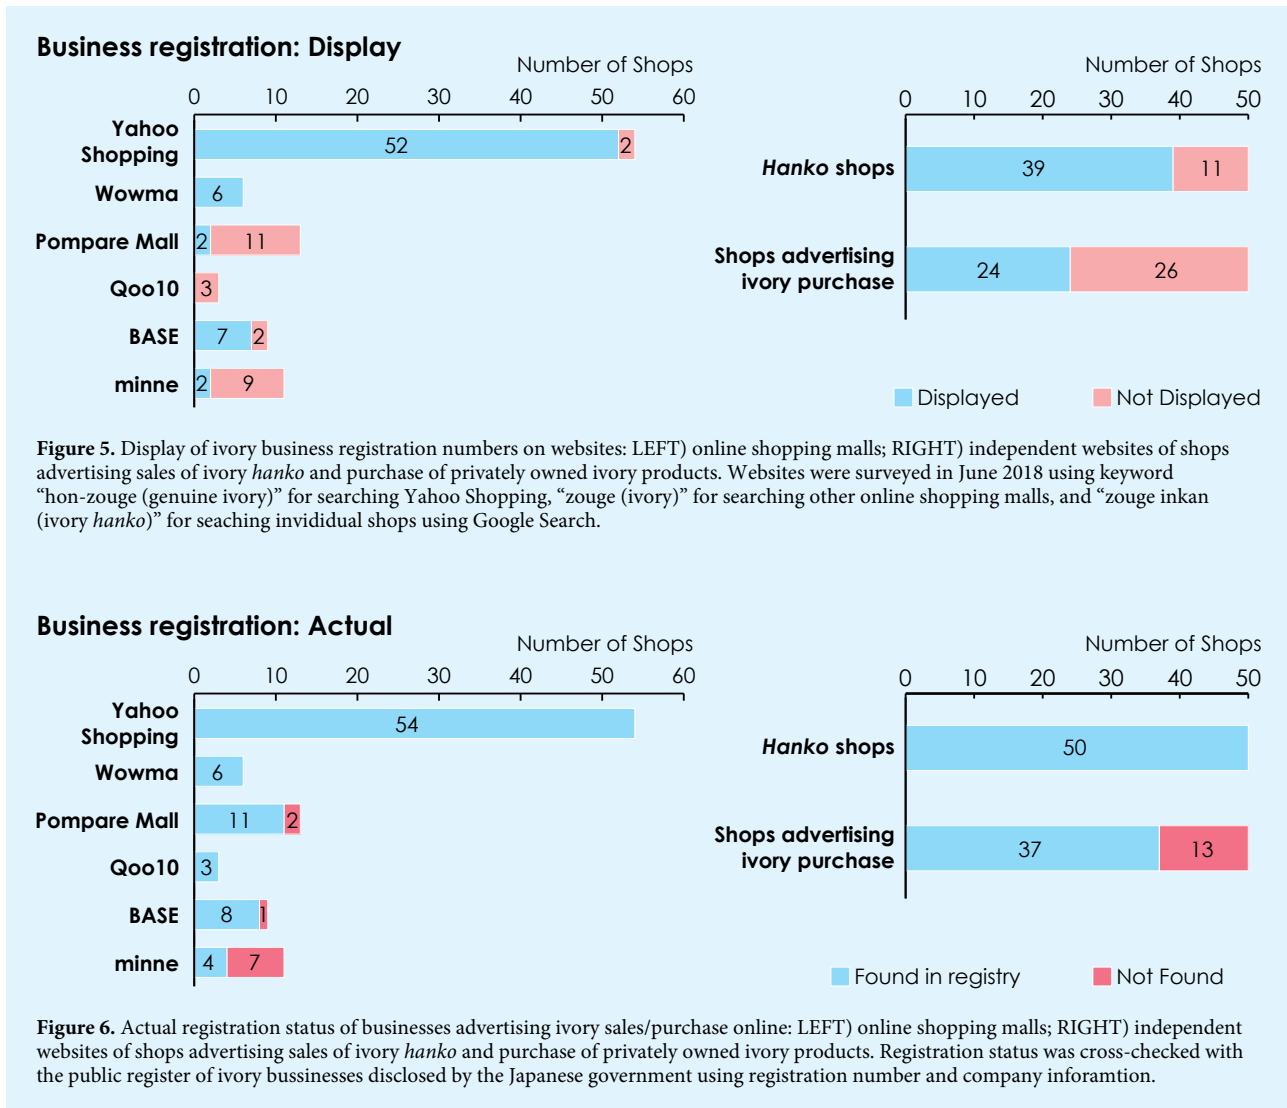 Business registration: Display
Number of Shops
0 10 20 30 40 50 60
Yahoo
Shopping
52 2
Wowma
6
Pompare Mall
2 11
Qoo10
3
BASE
7 2
minne
2 9
Number of Shops
0 10 20 30 40 50
Hanko shops
39 11
Shops advertising
ivory purchase
24 26
Displayed Not Displayed
Figure 5. Display of ivory business registration numbers on websites: LEFT) online shopping malls; RIGHT) independent websites of shops
advertising sales of ivory hanko and purchase of privately owned ivory products. Websites were surveyed in June 2018 using keyword
“hon-zouge (genuine ivory)” for searching Yahoo Shopping, “zouge (ivory)” for searching other online shopping malls, and “zouge inkan
(ivory hanko)” for seaching invididual shops using Google Search.
Business registration: Actual
Number of Shops
0 10 20 30 40 50 60
Yahoo
Shopping
54
Wowma
6
Pompare Mall
11 2
Qoo10
3
BASE
8 1
minne
4 7
Number of Shops
0 10 20 30 40 50
Hanko shops
50
Shops advertising
ivory purchase
37 13
Found in registry Not Found
Figure 6. Actual registration status of businesses advertising ivory sales/purchase online: LEFT) online shopping malls; RIGHT) independent
websites of shops advertising sales of ivory hanko and purchase of privately owned ivory products. Registration status was cross-checked with
the public register of ivory bussinesses disclosed by the Japanese government using registration number and company inforamtion.